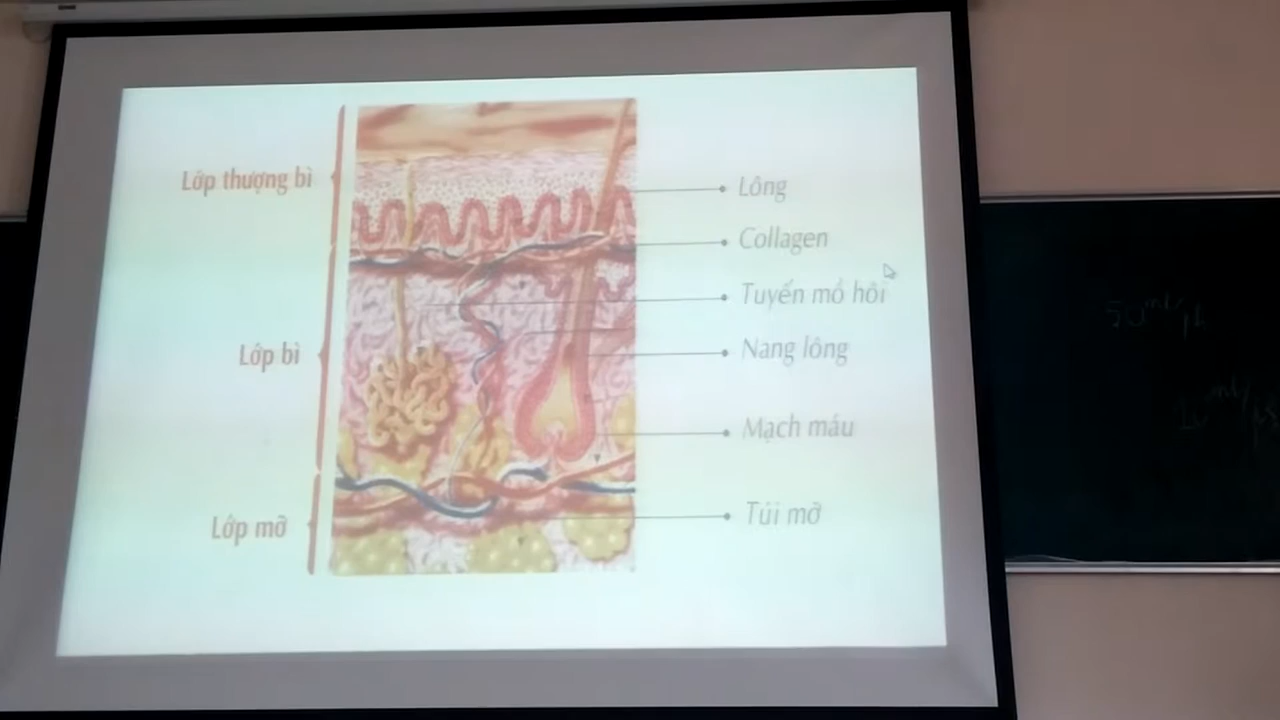 Lớp thượng bì
Lớp bì
Lớp mỡ
Lông
Collagen
Tuyến mồ hôi
Nang lông
Mạch máu
Túi mỡ